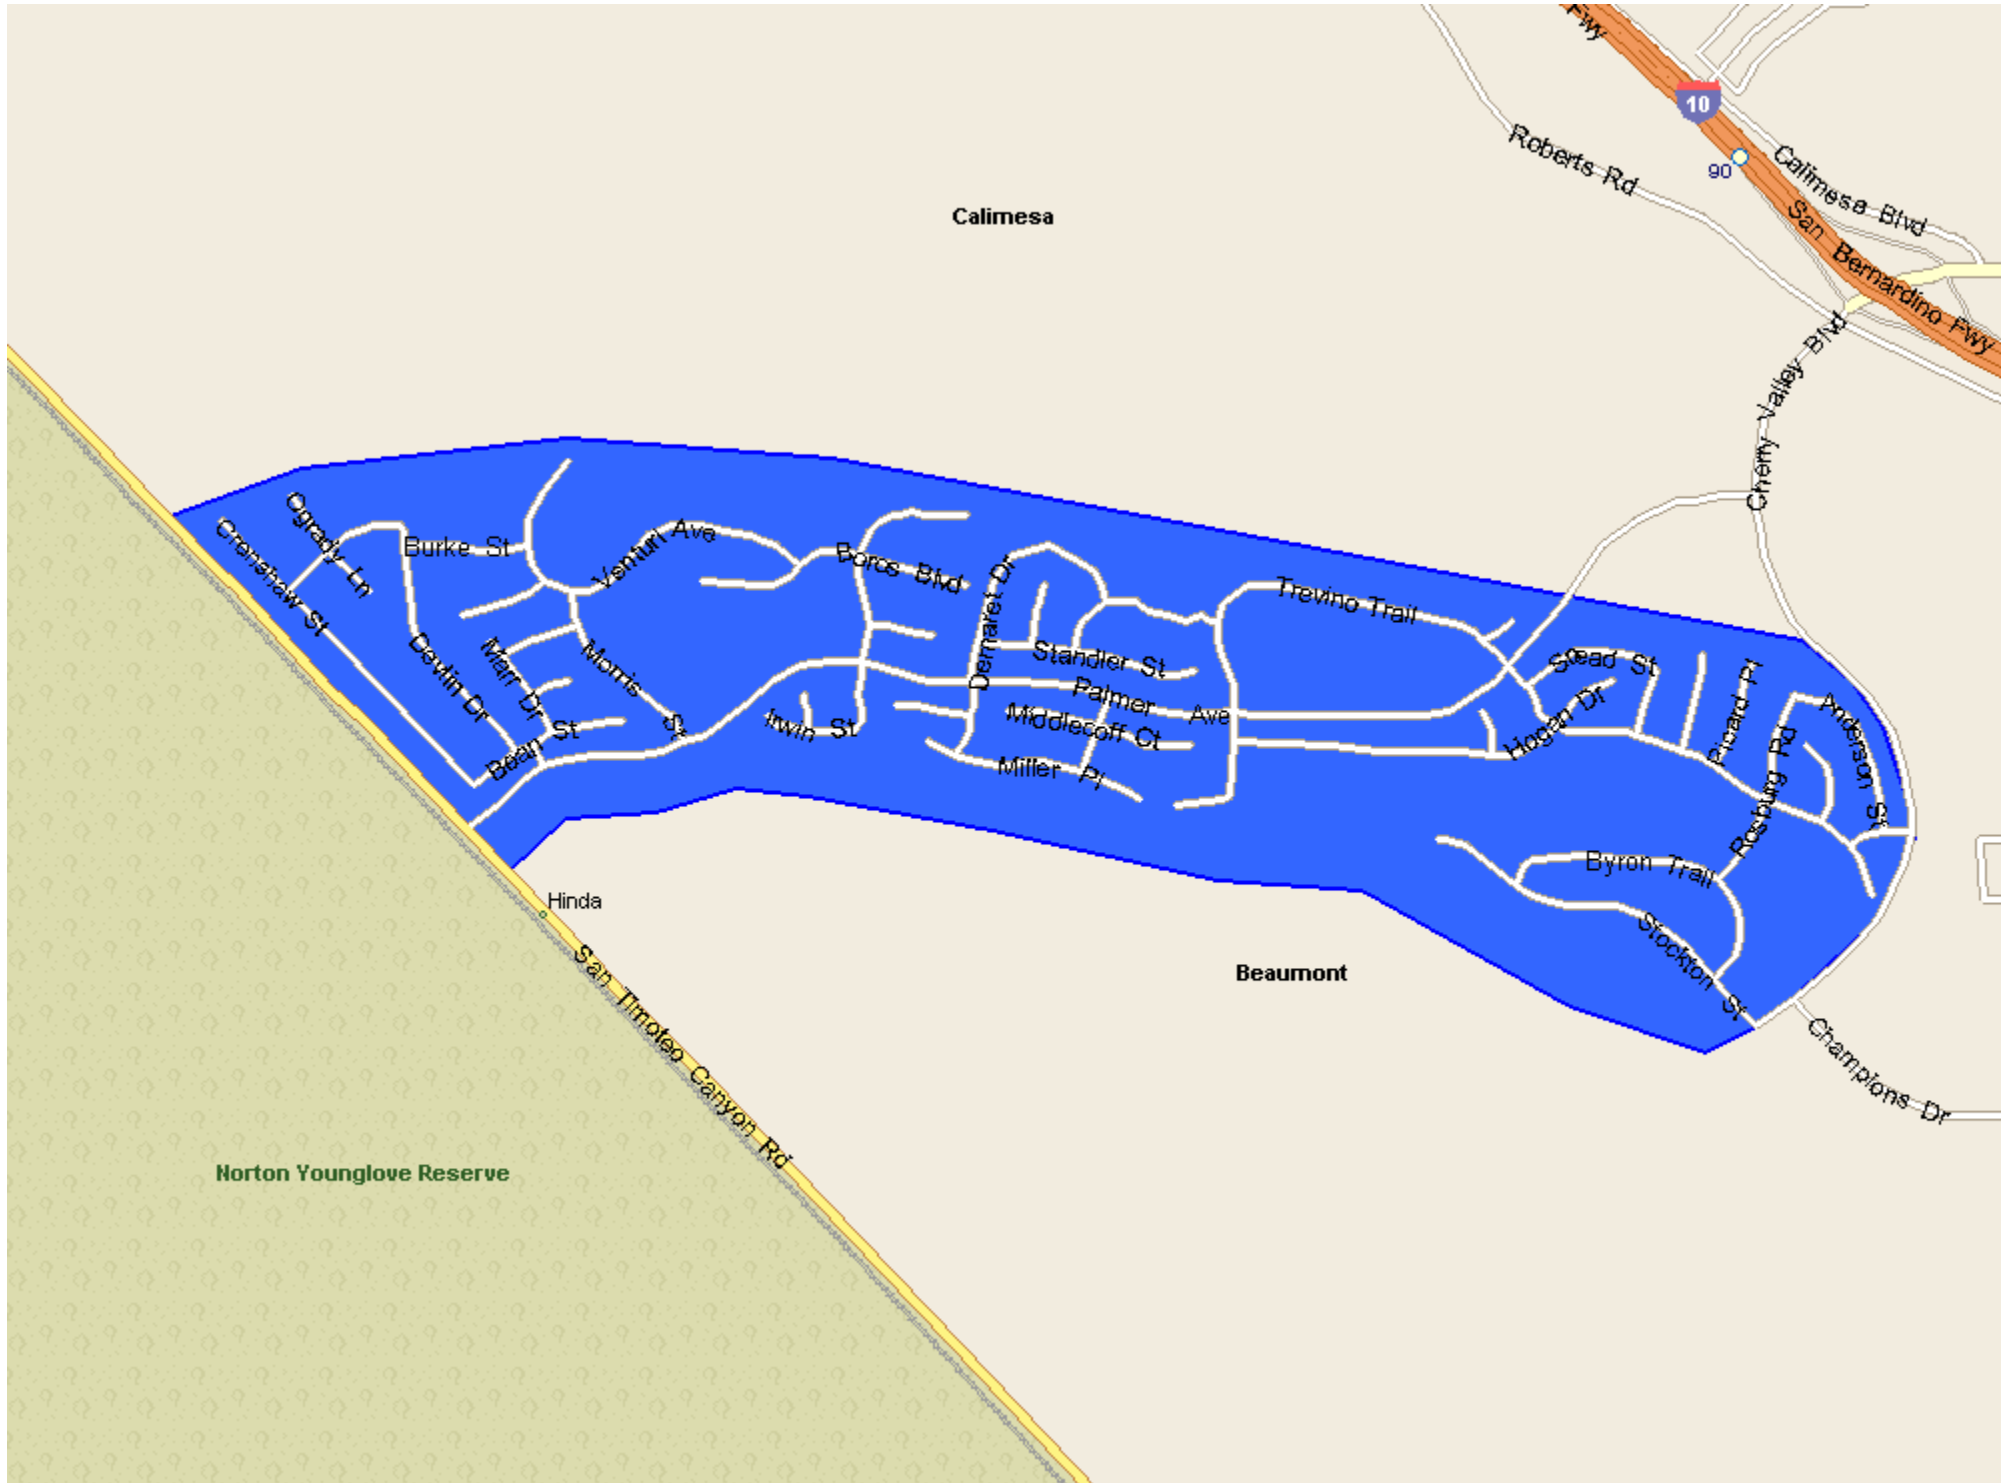 Fwy
10
Roberts Rd
90
Calimesa Blvd
Calimesa
San Bernardino Fwy
Cherry Valley Blvd
Ogrady Ln
Crenshaw St
Burke St
Venturi Ave
Boros Blvd
Demaret Dr
Trevino Trail
Devlin Dr
Marr Dr
Morris St
Standler St
Stead St
Palmer Ave
Picard Pl
Hogan Dr
Anderson St
Irwin St
Middlecoff Ct
Bean St
Miller Pl
Rosburg Rd
Byron Trail
Hinda
Stockton St
San Timoteo Canyon Rd
Beaumont
Champions Dr
Norton Younglove Reserve